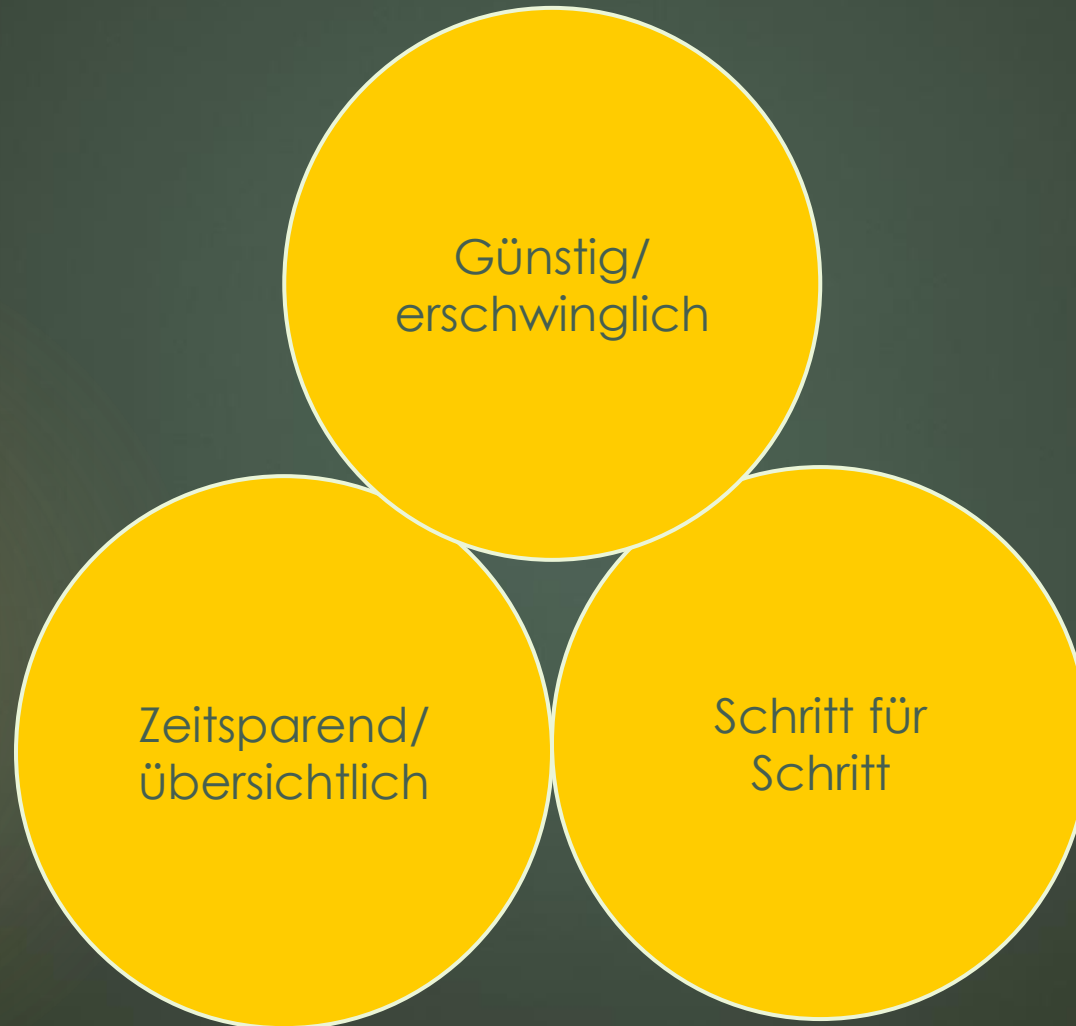 Günstig/
erschwinglich
Zeitsparend/
übersichtlich
Schritt für
Schritt